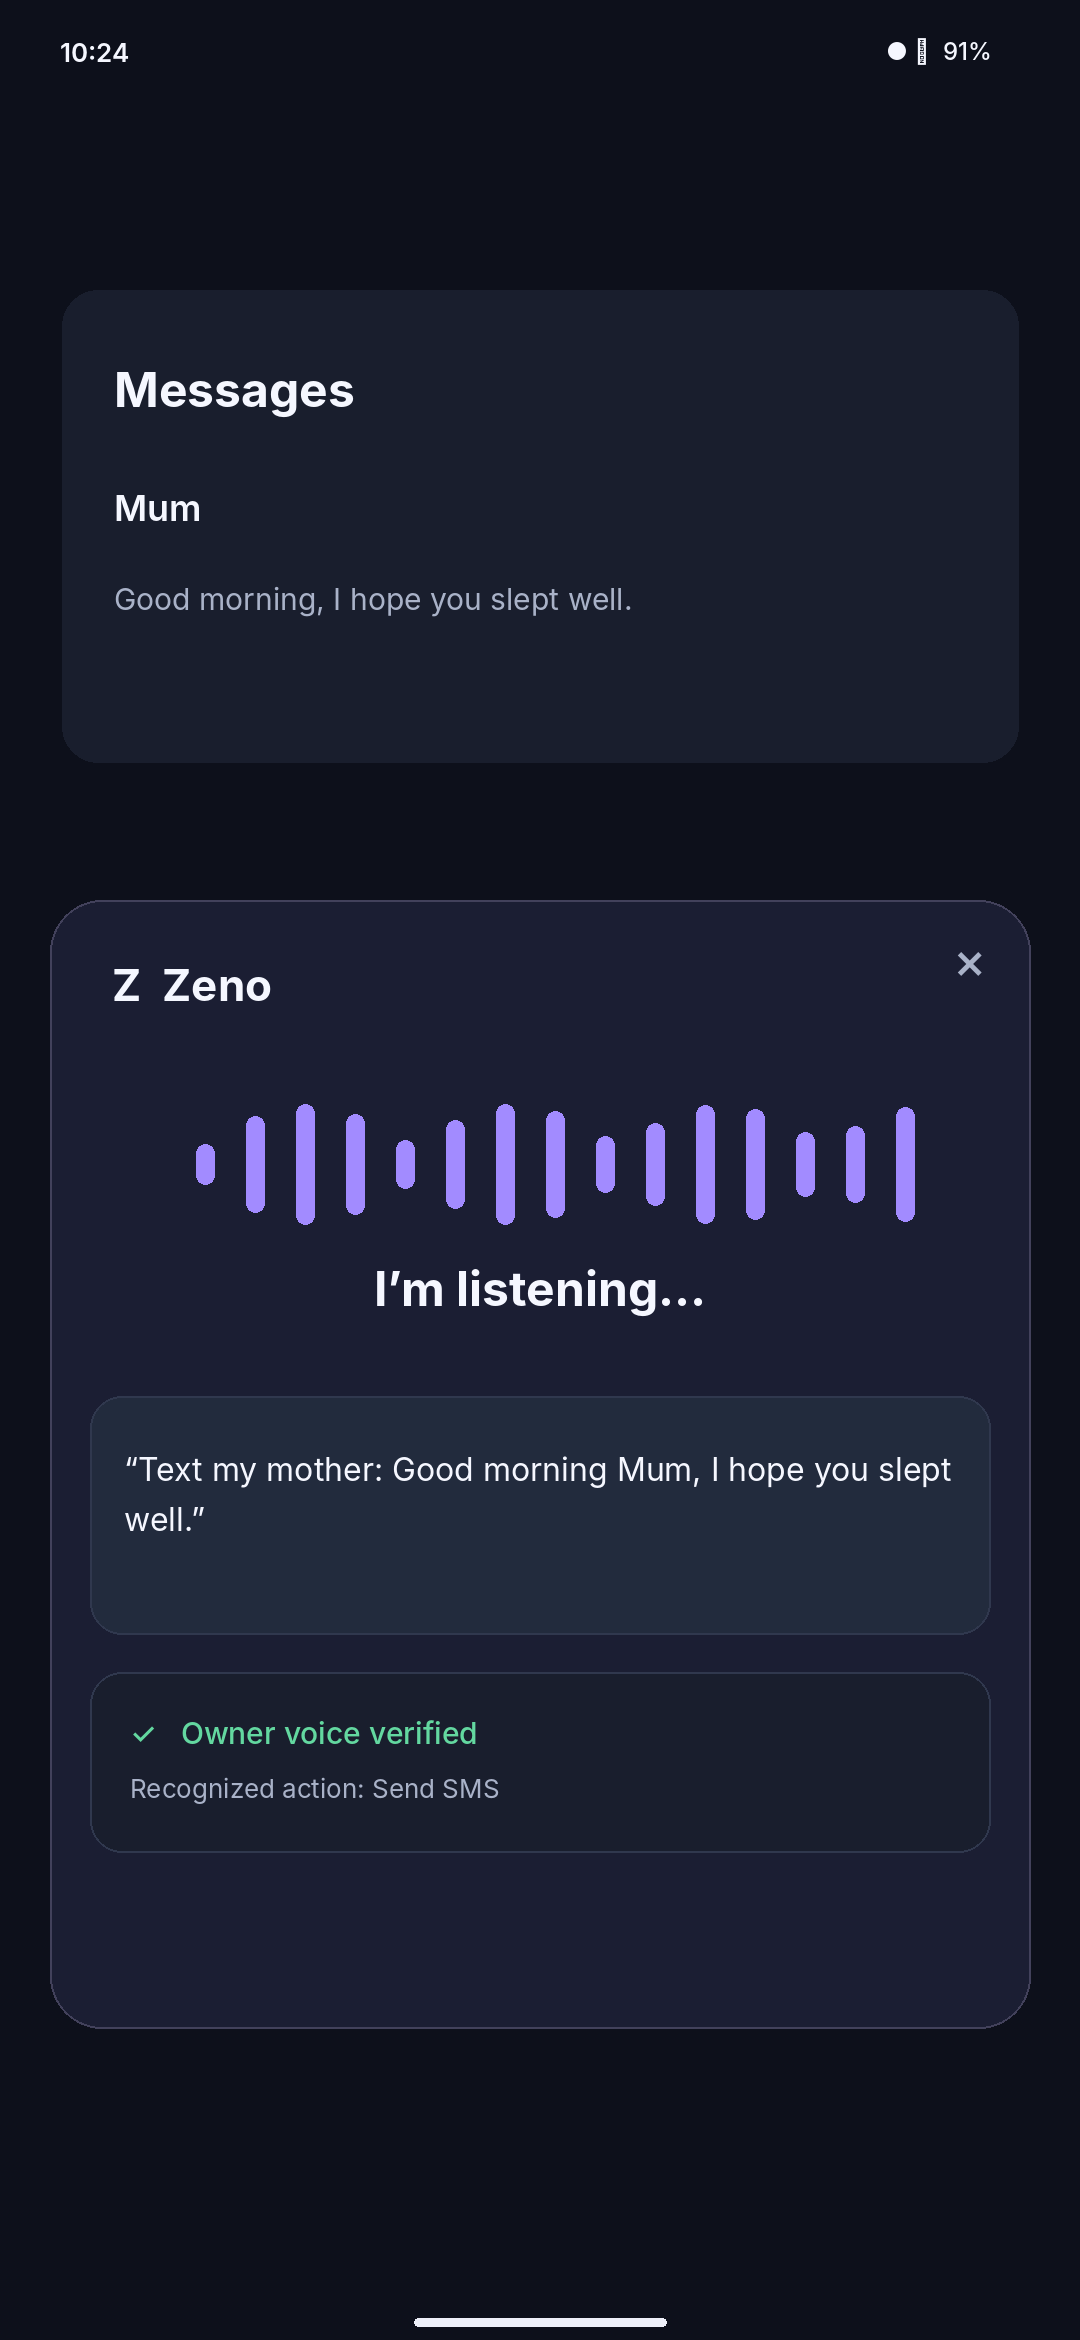 10:24
91%
Messages
Mum
Good morning, I hope you slept well.
Z Zeno
✕
I’m listening...
“Text my mother: Good morning Mum, I hope you slept
well.”
✓ Owner voice verified
Recognized action: Send SMS